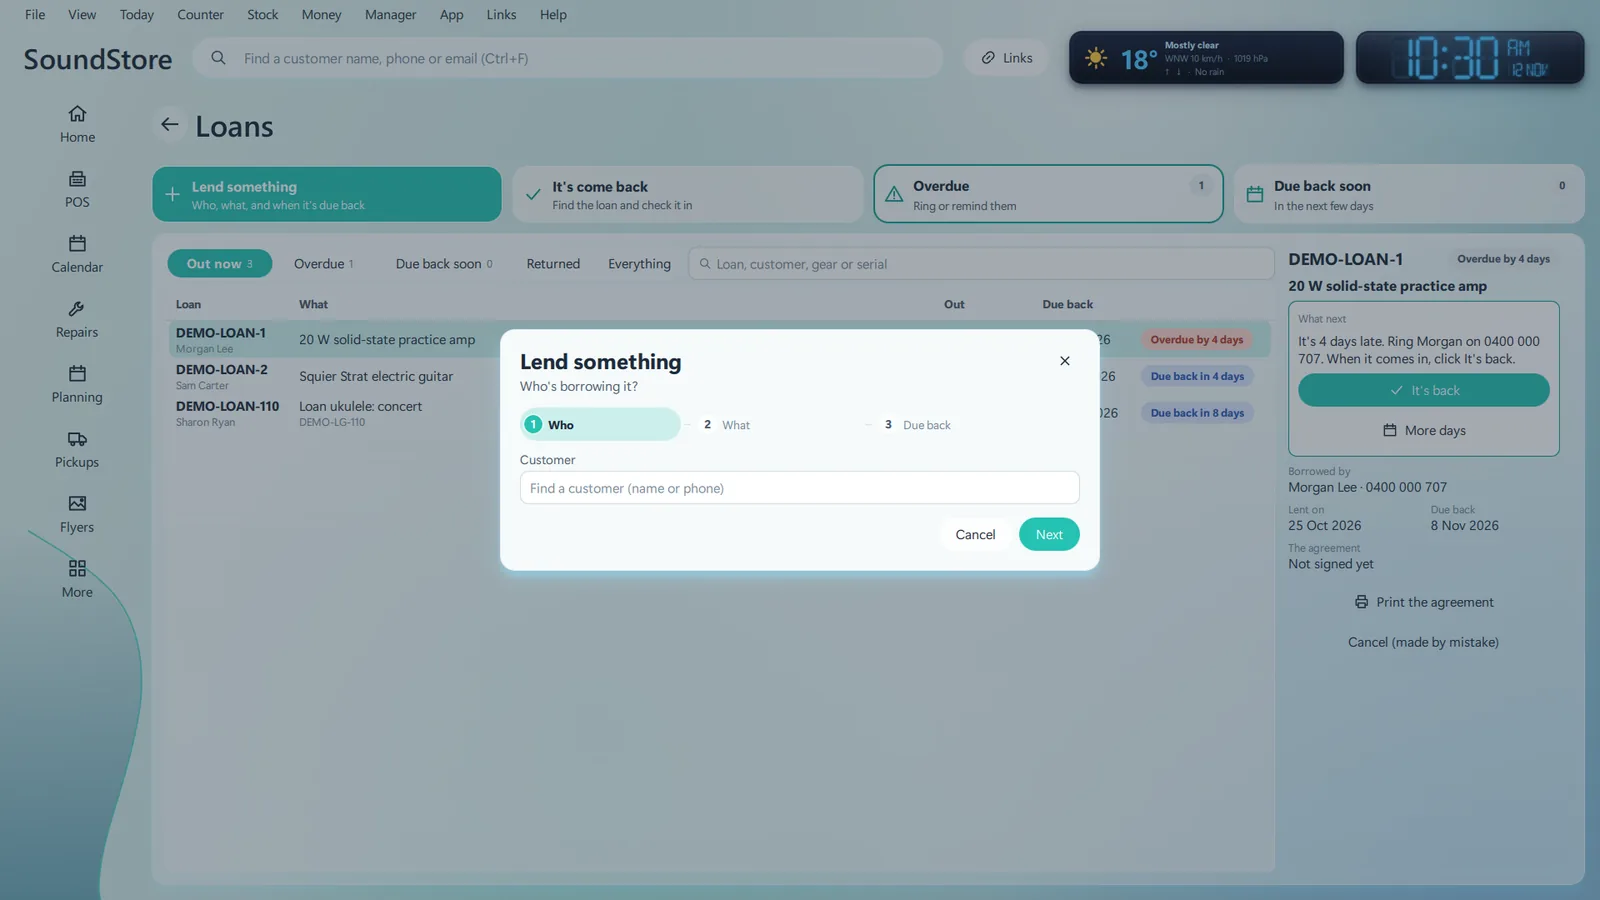 File View Today Counter Stock Money Manager App Links Help
SoundStore
Find a customer name, phone or email (Ctrl+F)
Links
18°
Mostly clear
WNW 10 km/h · 1019 hPa
↑ ↓ · No rain
10:30 AM
12 NOV
Home
POS
Calendar
Repairs
Planning
Pickups
Flyers
More
Loans
Lend something
Who, what, and when it's due back
It's come back
Find the loan and check it in
Overdue 1
Ring or remind them
Due back soon 0
In the next few days
Out now 3 Overdue 1 Due back soon 0 Returned Everything
Loan, customer, gear or serial
Loan What Out Due back
DEMO-LOAN-1 20 W solid-state practice amp 26 Overdue by 4 days
Morgan Lee
DEMO-LOAN-2 Squier Strat electric guitar 26 Due back in 4 days
Sam Carter
DEMO-LOAN-110 Loan ukulele: concert 026 Due back in 8 days
Sharon Ryan DEMO-LG-110
Lend something
Who's borrowing it?
1 Who 2 What 3 Due back
Customer
Find a customer (name or phone)
Cancel Next
DEMO-LOAN-1 Overdue by 4 days
20 W solid-state practice amp
What next
It's 4 days late. Ring Morgan on 0400 000
707. When it comes in, click It's back.
It's back
More days
Borrowed by
Morgan Lee · 0400 000 707
Lent on Due back
25 Oct 2026 8 Nov 2026
The agreement
Not signed yet
Print the agreement
Cancel (made by mistake)